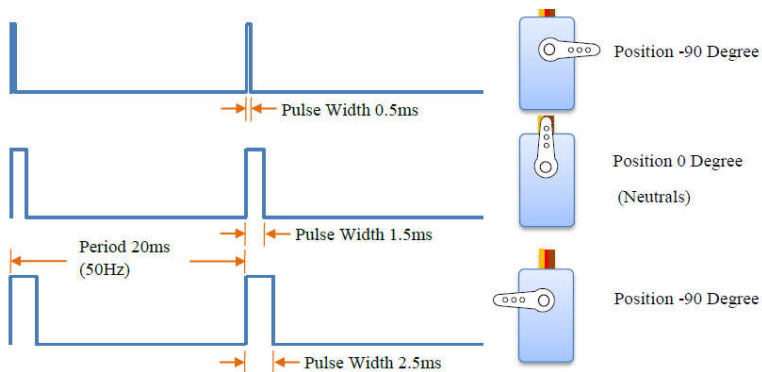 Position -90 Degree
Pulse Width 0.5ms
Position 0 Degree
(Neutrals)
Pulse Width 1.5ms
Period 20ms
(50Hz)
Position -90 Degree
Pulse Width 2.5ms